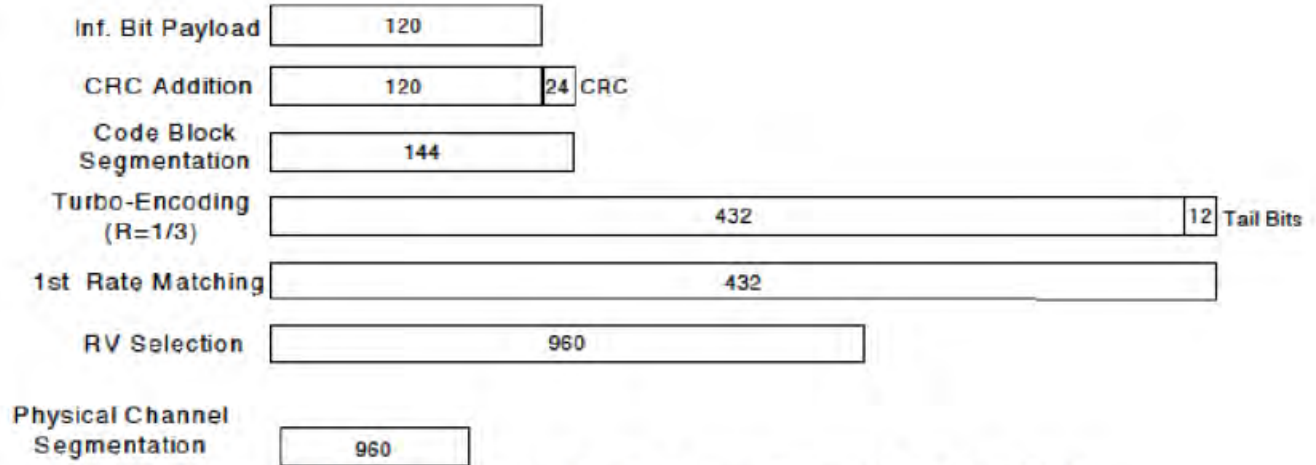 Inf. Bit Payload 120
CRC Addition 120 24 CRC
Code Block
Segmentation 144
Turbo-Encoding
(R=1/3) 432 12 Tail Bits
1st Rate Matching 432
RV Selection 960
Physical Channel
Segmentation 960